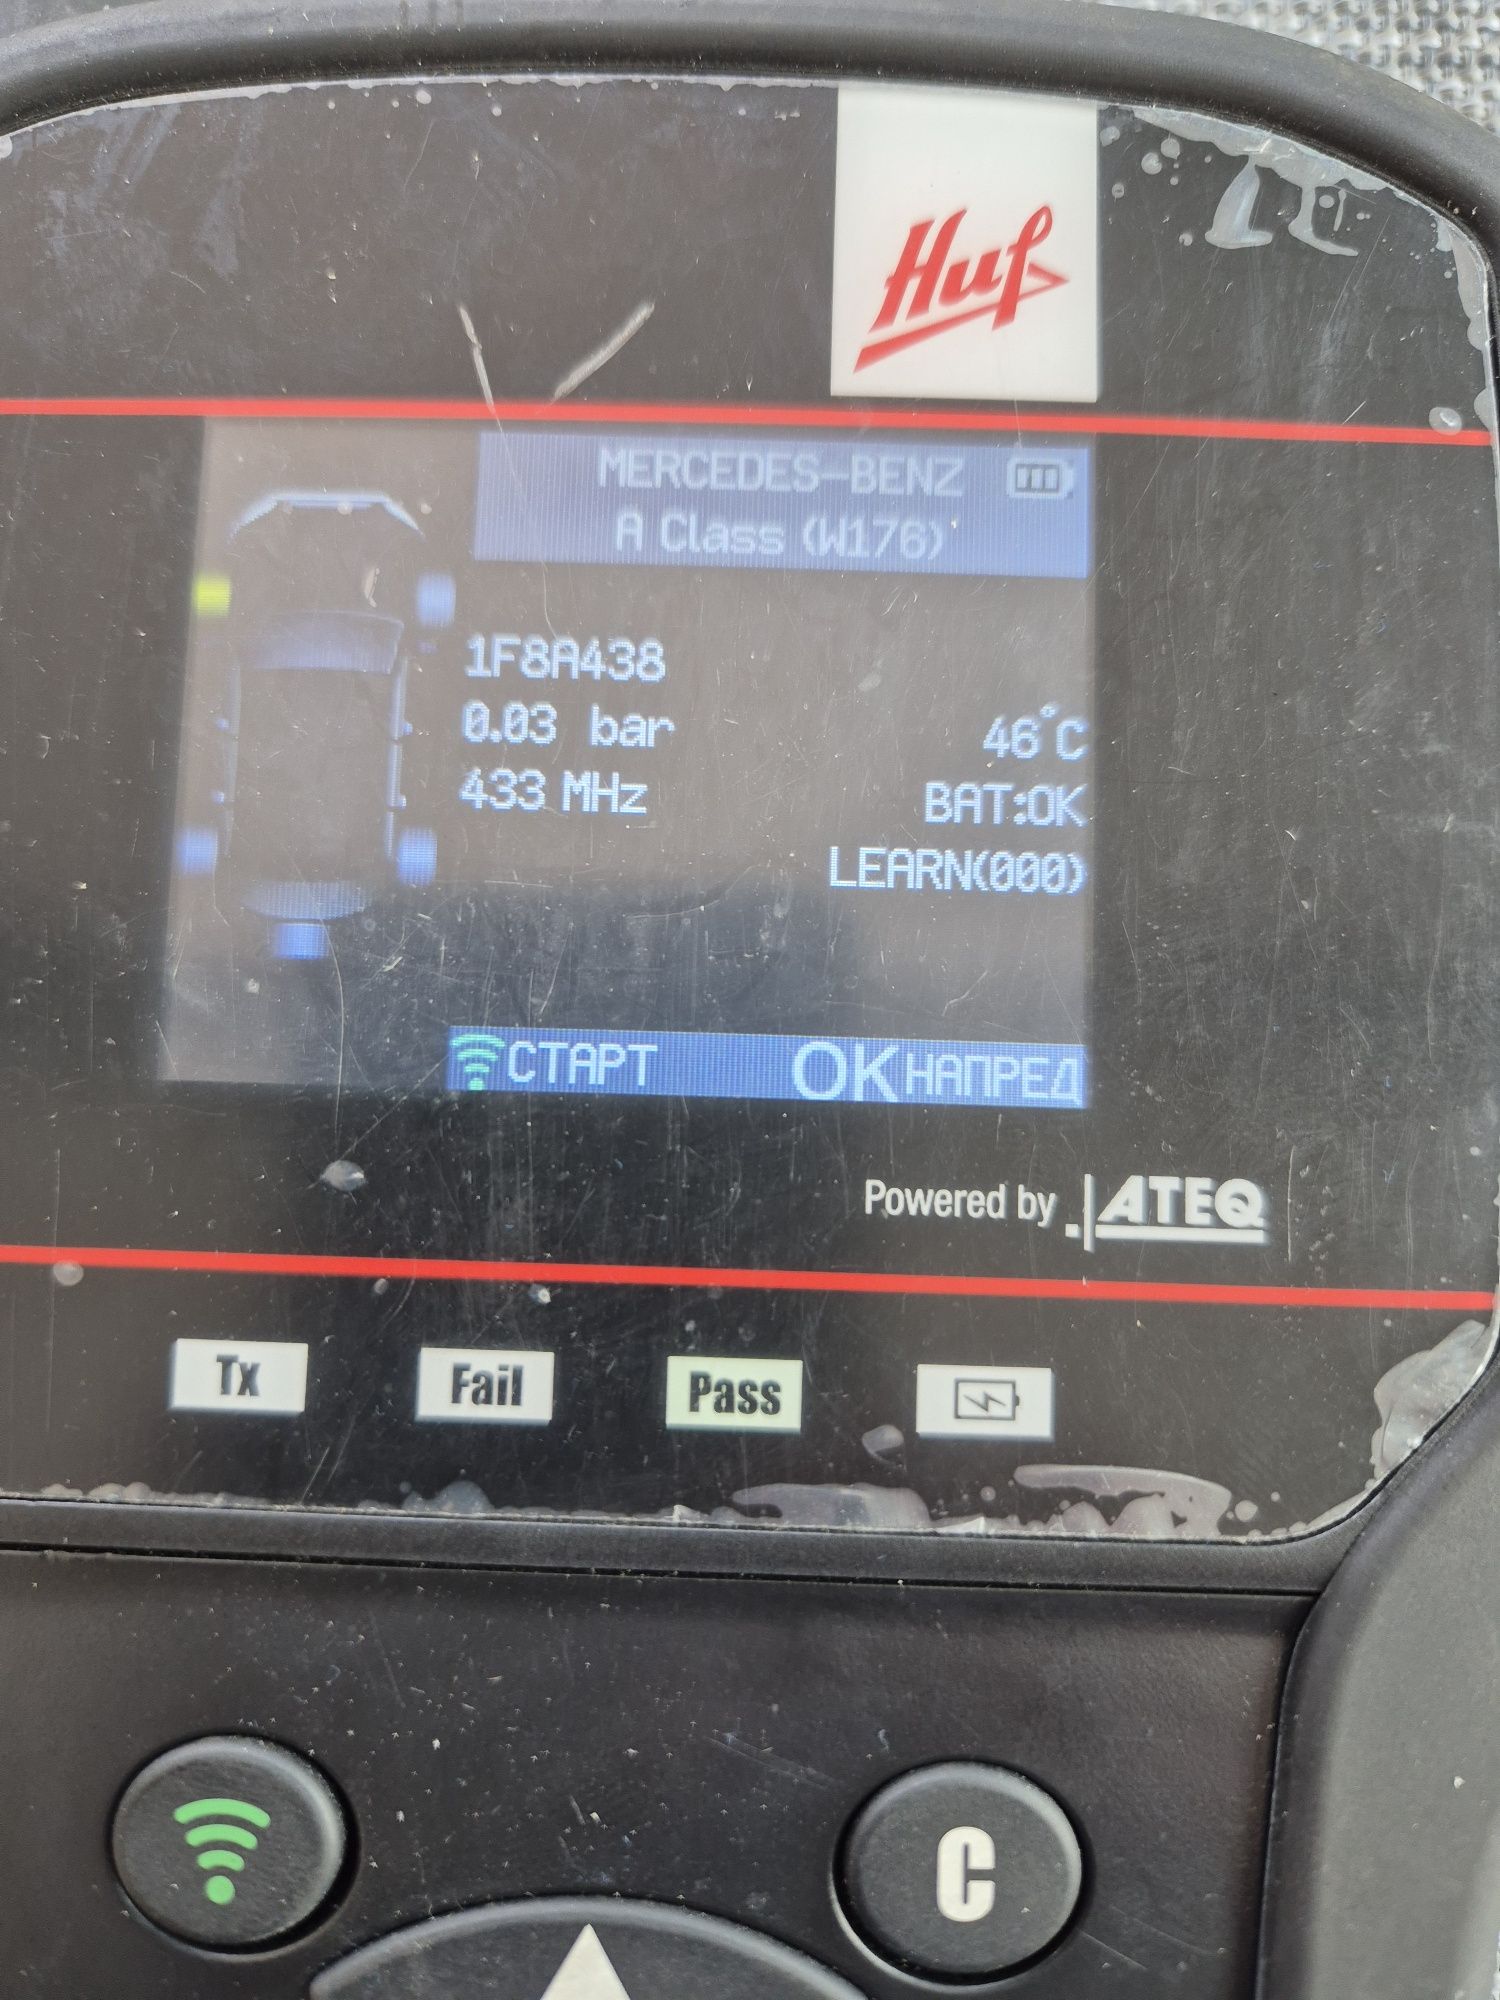 Huf
MERCEDES-BENZ
A Class (W176)
1F8A438
0.03 bar
46°C
433 MHz
BAT:OK
LEARN(000)
СТАРТ
OK НАПРЕД
Powered by ATEQ
Tx
Fail
Pass
C